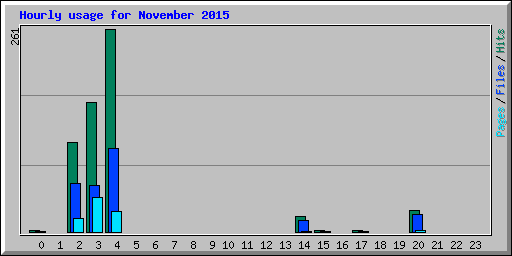 Hourly usage for November 2015
261
Pages/Files/Hits
0 1 2 3 4 5 6 7 8 9 10 11 12 13 14 15 16 17 18 19 20 21 22 23